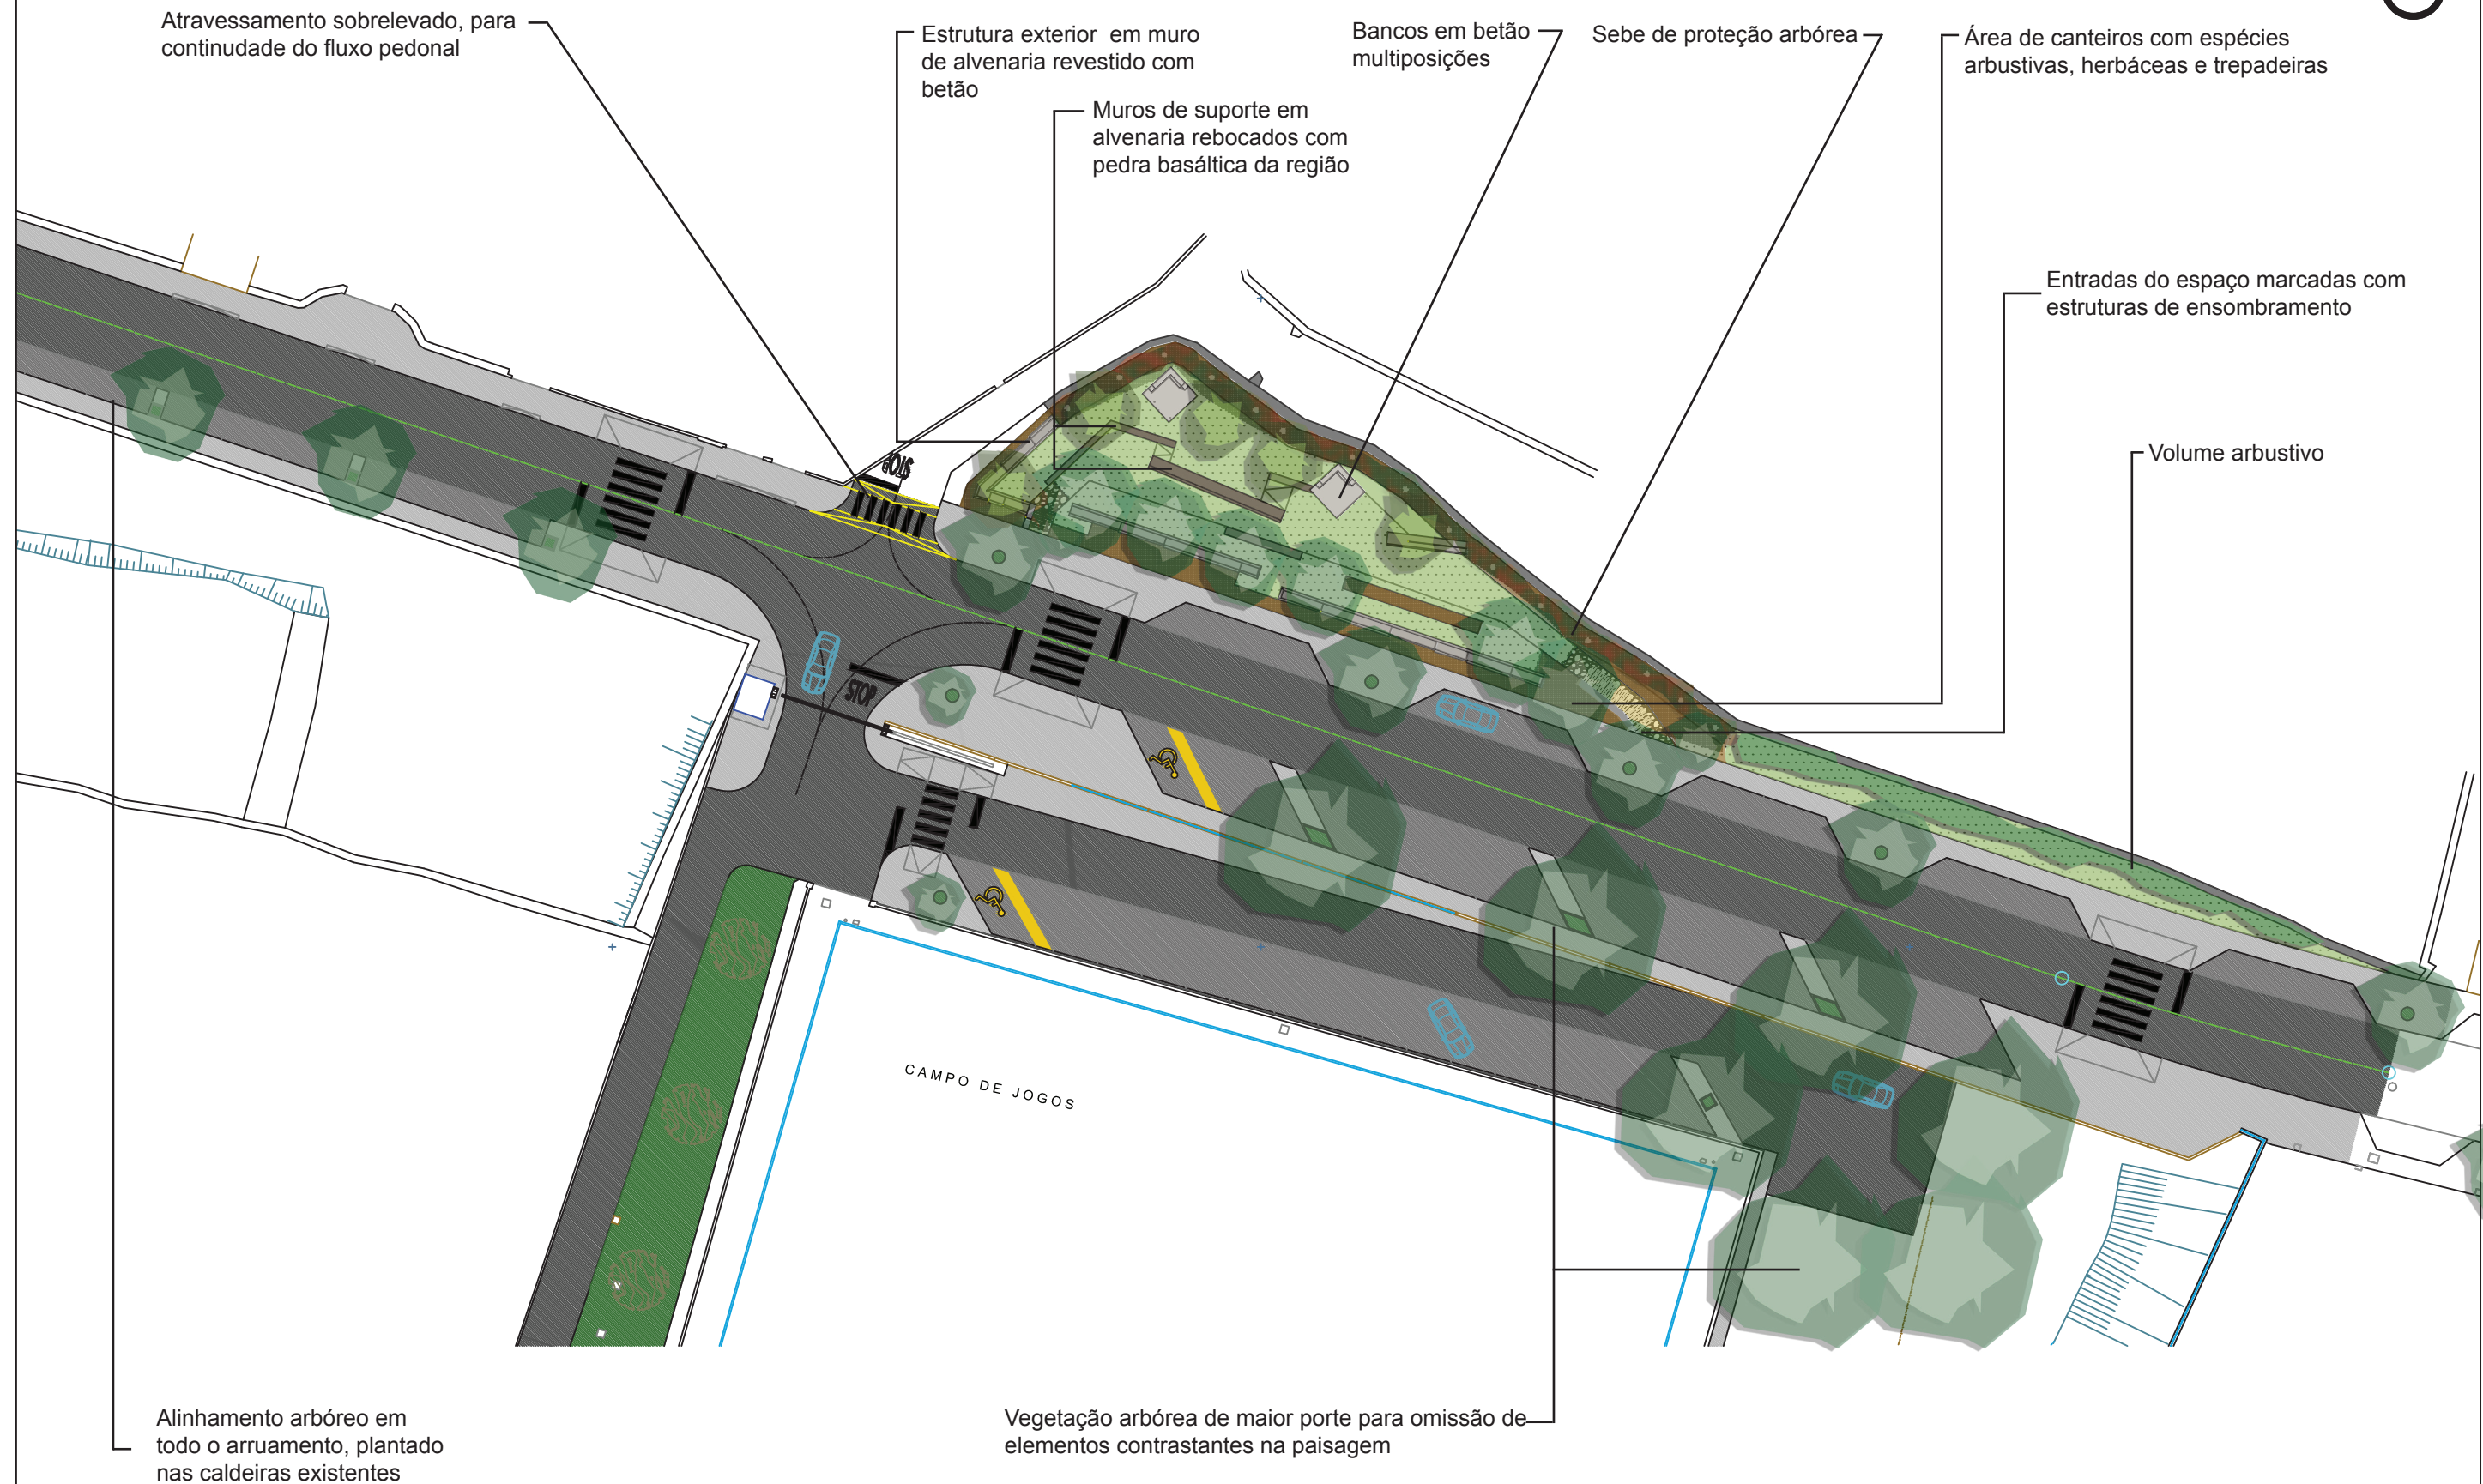 Atravessamento sobrelevado, para
continudade do fluxo pedonal
Estrutura exterior em muro
de alvenaria revestido com
betão
Muros de suporte em
alvenaria rebocados com
pedra basáltica da região
Bancos em betão
multiposições
Sebe de proteção arbórea
Área de canteiros com espécies
arbustivas, herbáceas e trepadeiras
Entradas do espaço marcadas com
estruturas de ensombramento
Volume arbustivo
STOP
STOP
CAMPO DE JOGOS
Alinhamento arbóreo em
todo o arruamento, plantado
nas caldeiras existentes
Vegetação arbórea de maior porte para omissão de
elementos contrastantes na paisagem